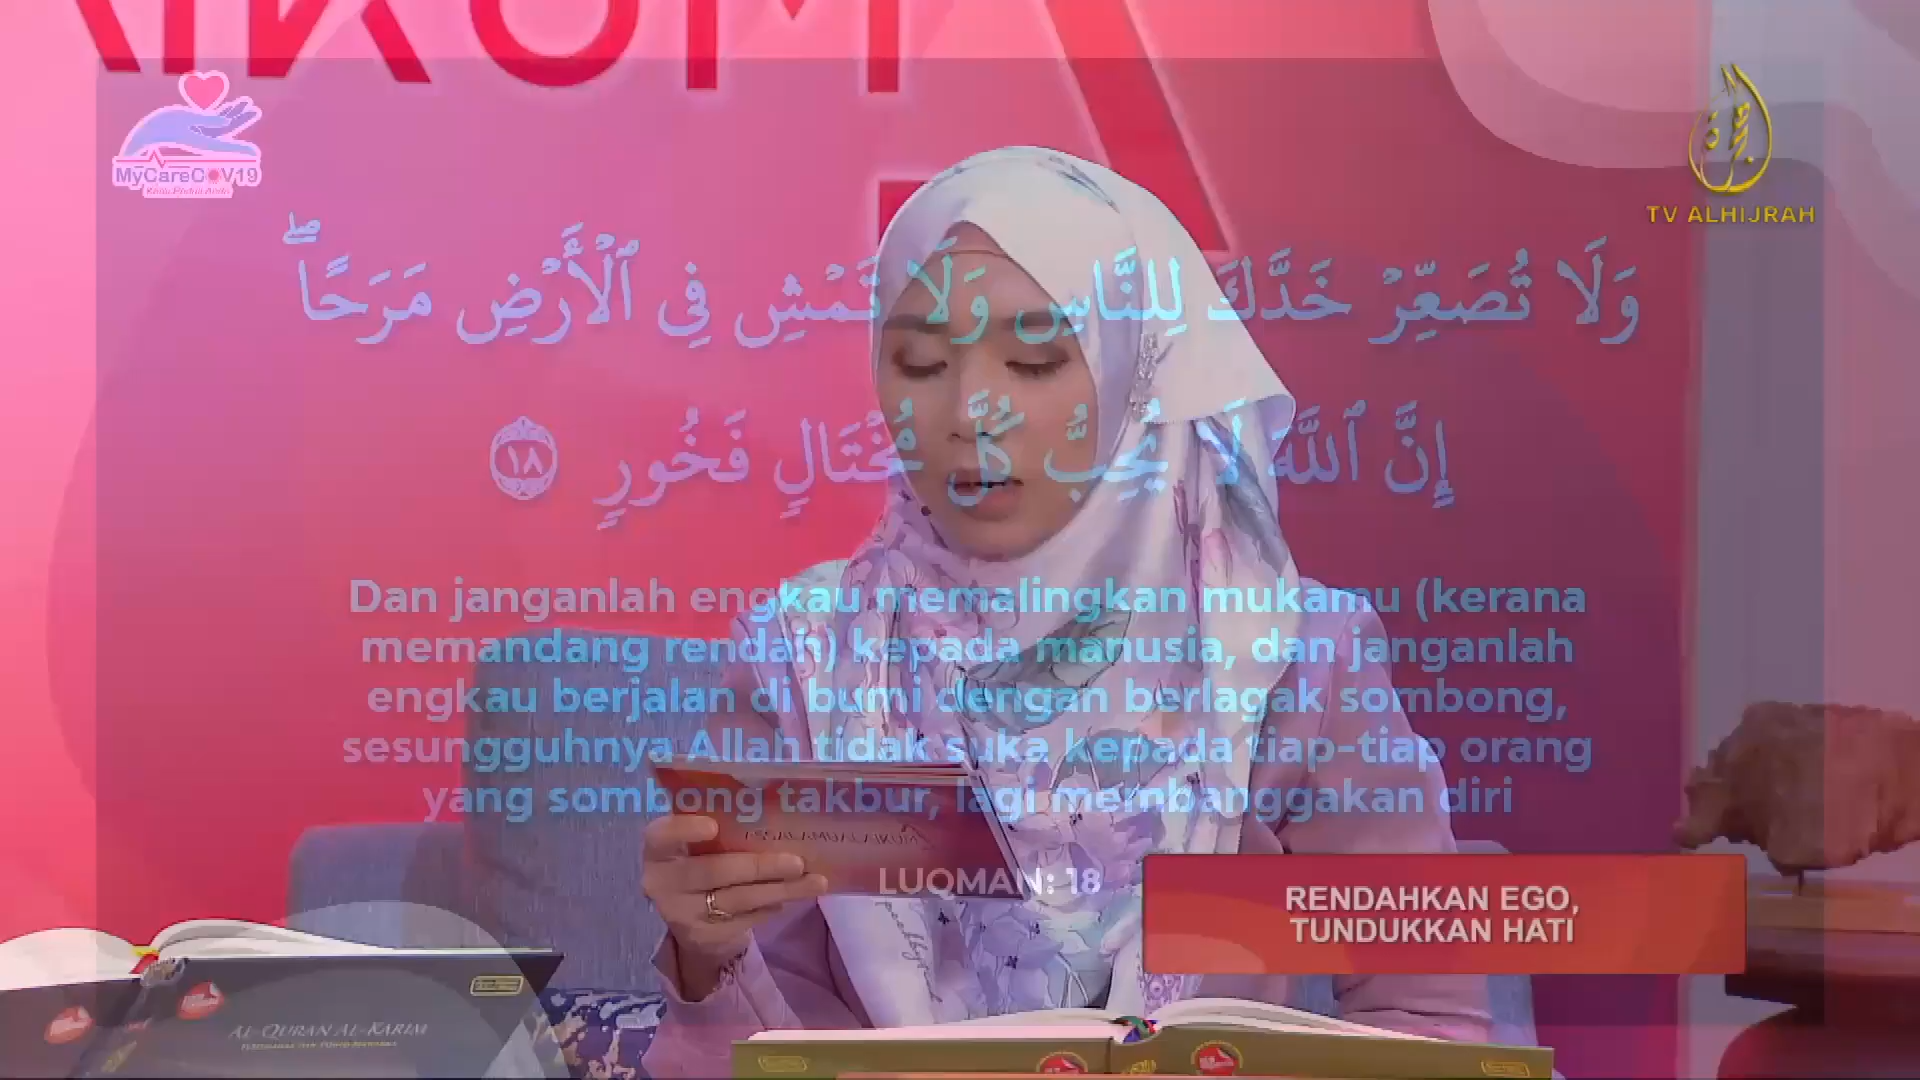 MyCareCOV19
TV ALHIJRAH
وَلَا تُصَعِّرْ خَدَّكَ لِلنَّاسِ وَلَا تَمْشِ فِى ٱلْأَرْضِ مَرَحًا ۖ
إِنَّ ٱللَّهَ لَا يُحِبُّ كُلَّ مُخْتَالٍ فَخُورٍ ١٨
Dan janganlah engkau memalingkan mukamu (kerana
memandang rendah) kepada manusia, dan janganlah
engkau berjalan di bumi dengan berlagak sombong,
sesungguhnya Allah tidak suka kepada tiap-tiap orang
yang sombong takbur, lagi membanggakan diri
LUQMAN: 18
RENDAHKAN EGO,
TUNDUKKAN HATI
AL-QURAN AL-KARIM